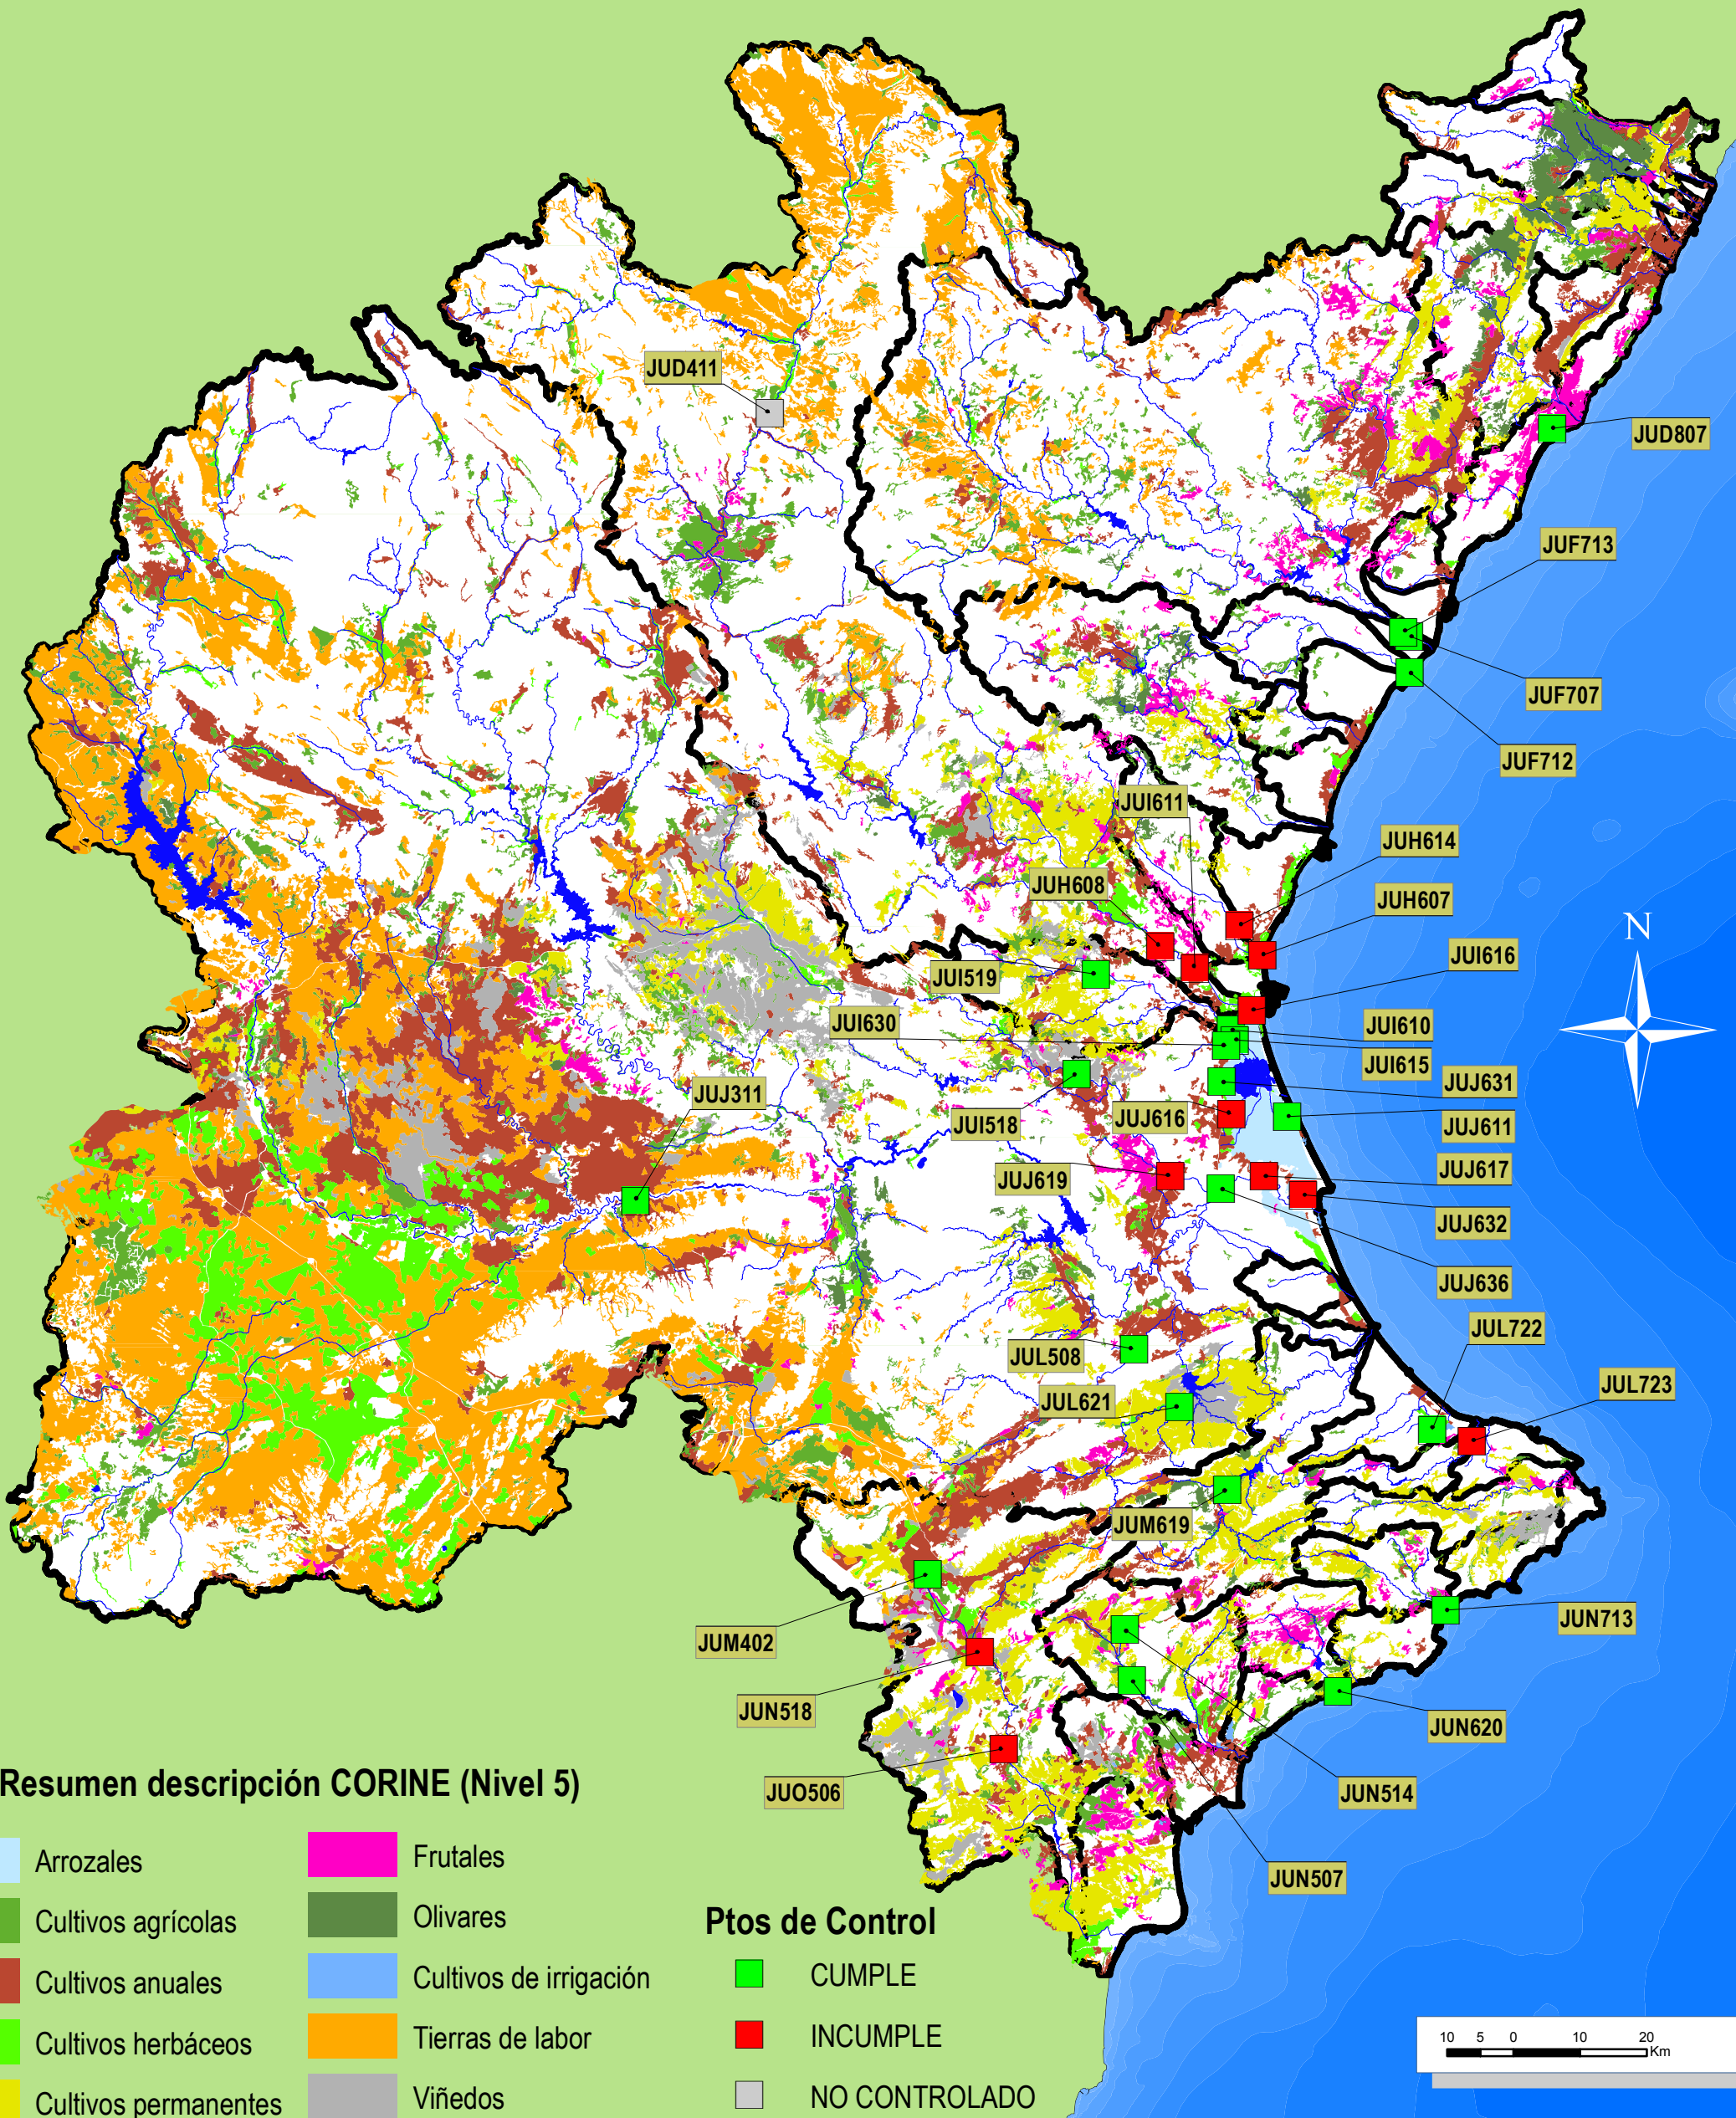 JUD411
JUD807
JUF713
JUF707
JUF712
JUI611
JUH614
JUH608
JUH607
JUI616
JUI519
JUI630
JUI610
JUI615
JUJ631
JUJ311
JUI518
JUJ616
JUJ611
JUJ617
JUJ619
JUJ632
JUJ636
JUL722
JUL508
JUL723
JUL621
JUM619
JUN713
JUM402
JUN518
JUN620
JUO506
JUN514
JUN507
N
Resumen descripción CORINE (Nivel 5)
Arrozales
Cultivos agrícolas
Cultivos anuales
Cultivos herbáceos
Cultivos permanentes
Frutales
Olivares
Cultivos de irrigación
Tierras de labor
Viñedos
Ptos de Control
CUMPLE
INCUMPLE
NO CONTROLADO
10 5 0 10 20
Km